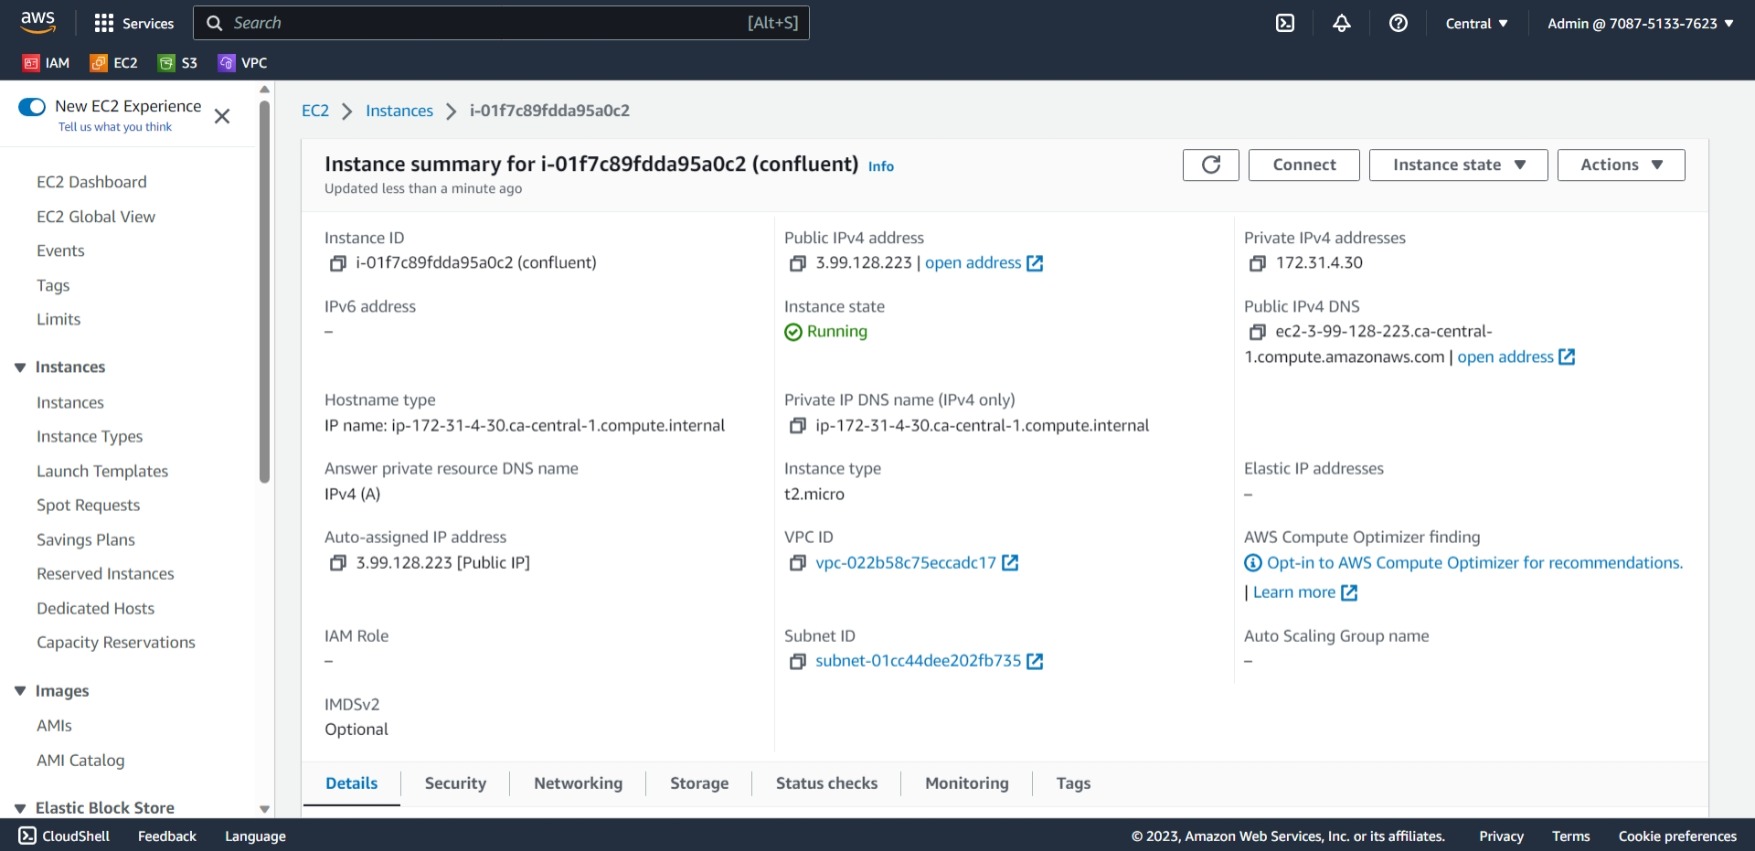 aws
Services
Search
[Alt+S]
Central
Admin @ 7087-5133-7623
IAM
EC2
S3
VPC
New EC2 Experience
Tell us what you think
EC2 Dashboard
EC2 Global View
Events
Tags
Limits
Instances
Instances
Instance Types
Launch Templates
Spot Requests
Savings Plans
Reserved Instances
Dedicated Hosts
Capacity Reservations
Images
AMIs
AMI Catalog
Elastic Block Store
EC2 > Instances > i-01f7c89fdda95a0c2
Instance summary for i-01f7c89fdda95a0c2 (confluent) Info
Updated less than a minute ago
Connect
Instance state
Actions
Instance ID
i-01f7c89fdda95a0c2 (confluent)
Public IPv4 address
3.99.128.223 | open address
Private IPv4 addresses
172.31.4.30
IPv6 address
–
Instance state
Running
Public IPv4 DNS
ec2-3-99-128-223.ca-central-
1.compute.amazonaws.com | open address
Hostname type
IP name: ip-172-31-4-30.ca-central-1.compute.internal
Private IP DNS name (IPv4 only)
ip-172-31-4-30.ca-central-1.compute.internal
Answer private resource DNS name
IPv4 (A)
Instance type
t2.micro
Elastic IP addresses
–
Auto-assigned IP address
3.99.128.223 [Public IP]
VPC ID
vpc-022b58c75eccadc17
AWS Compute Optimizer finding
Opt-in to AWS Compute Optimizer for recommendations.
| Learn more
IAM Role
–
Subnet ID
subnet-01cc44dee202fb735
Auto Scaling Group name
–
IMDSv2
Optional
Details
Security
Networking
Storage
Status checks
Monitoring
Tags
CloudShell
Feedback
Language
© 2023, Amazon Web Services, Inc. or its affiliates.
Privacy
Terms
Cookie preferences